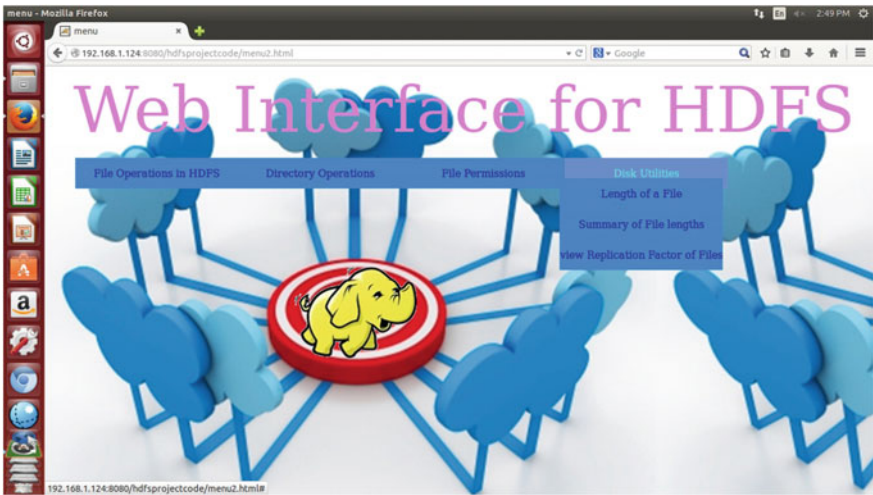 menu - Mozilla Firefox
En
2:49 PM
menu
192.168.1.124:8080/hdfsprojectcode/menu2.html
Google
Web Interface for HDFS
File Operations in HDFS
Directory Operations
File Permissions
Disk Utilities
Length of a File
Summary of File lengths
view Replication Factor of Files
192.168.1.124:8080/hdfsprojectcode/menu2.html#